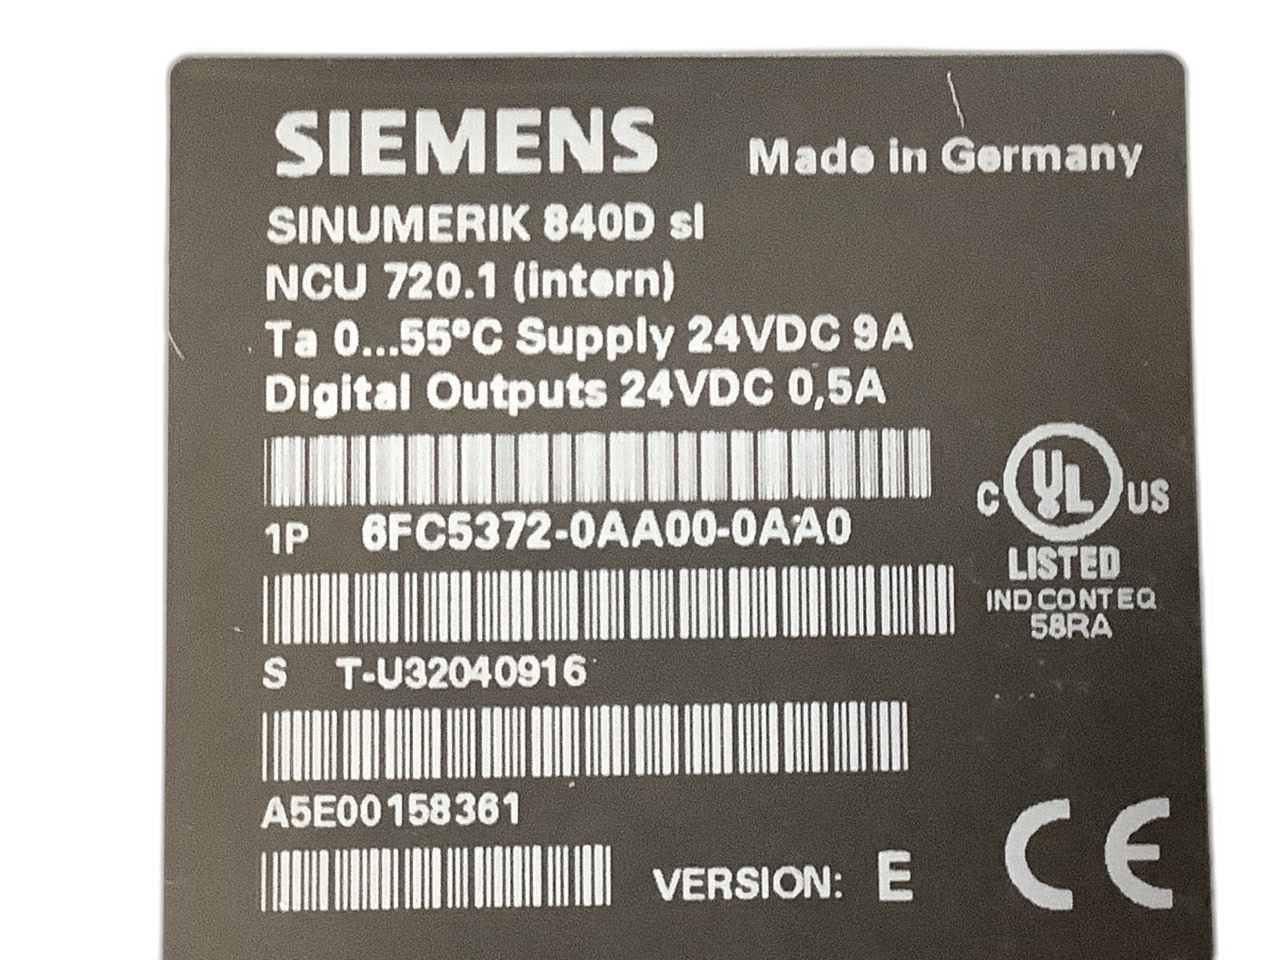 SIEMENS
Made in Germany
SINUMERIK 840D sl
NCU 720.1 (intern)
Ta 0...55°C Supply 24VDC 9A
Digital Outputs 24VDC 0,5A
1P 6FC5372-0AA00-0AA0
C UL US
LISTED
IND.CONT.EQ
58RA
S T-U32040916
A5E00158361
VERSION: E
CE